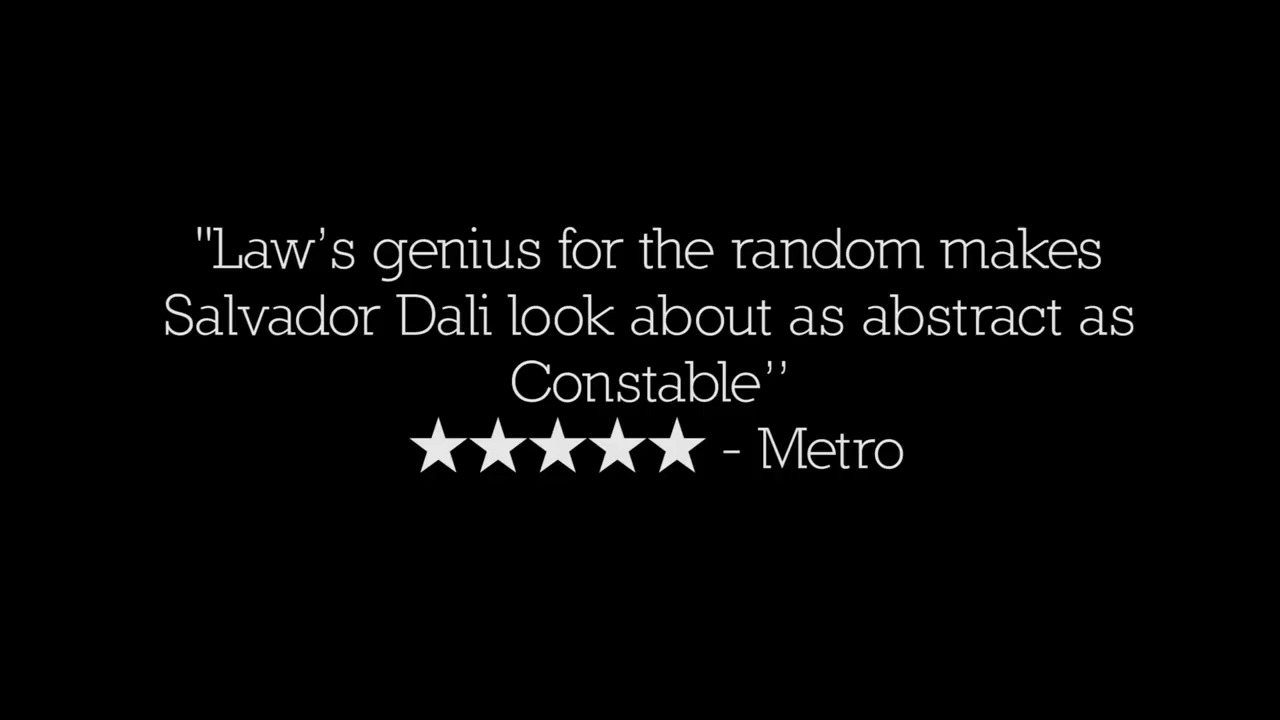 "Law’s genius for the random makes
Salvador Dali look about as abstract as
Constable’’
★★★★★ - Metro